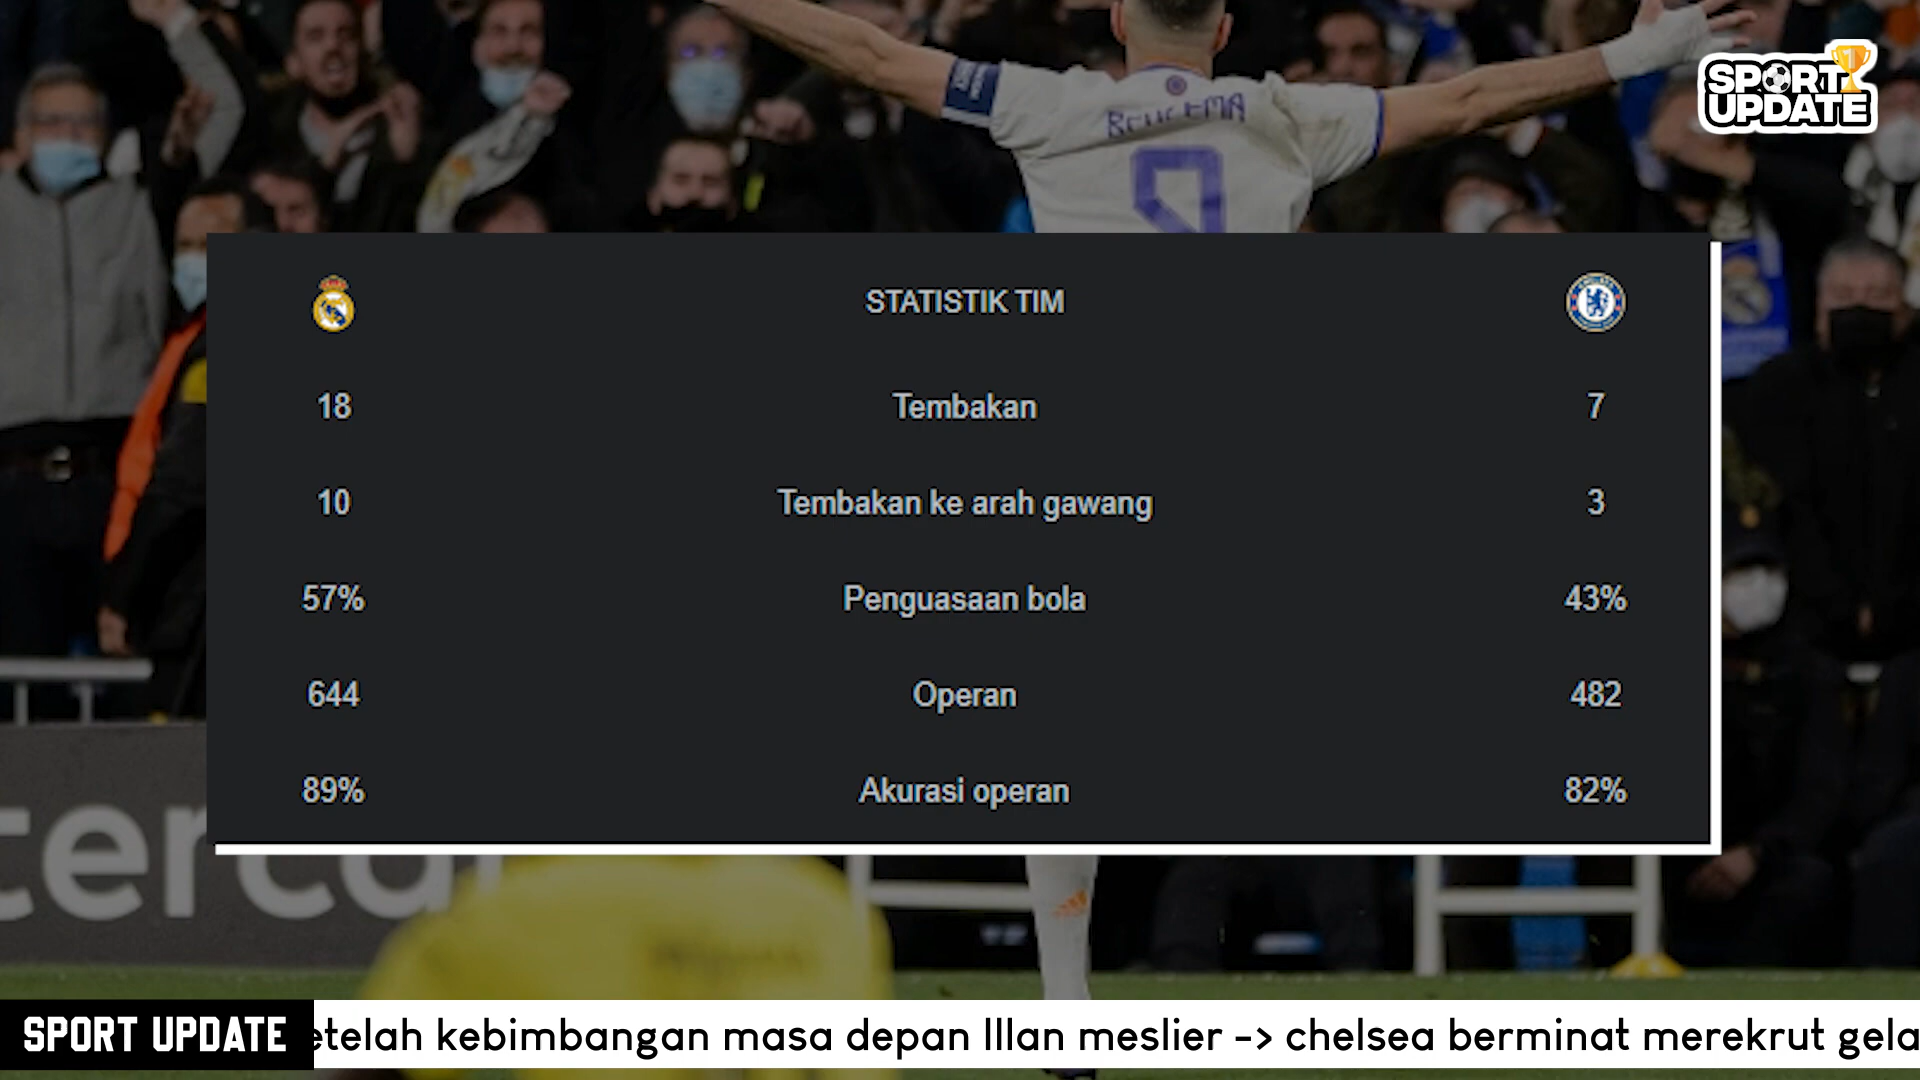 SPORT
UPDATE
9
STATISTIK TIM
18 Tembakan 7
10 Tembakan ke arah gawang 3
57% Penguasaan bola 43%
644 Operan 482
89% Akurasi operan 82%
SPORT UPDATE etelah kebimbangan masa depan Illan meslier -> chelsea berminat merekrut gela